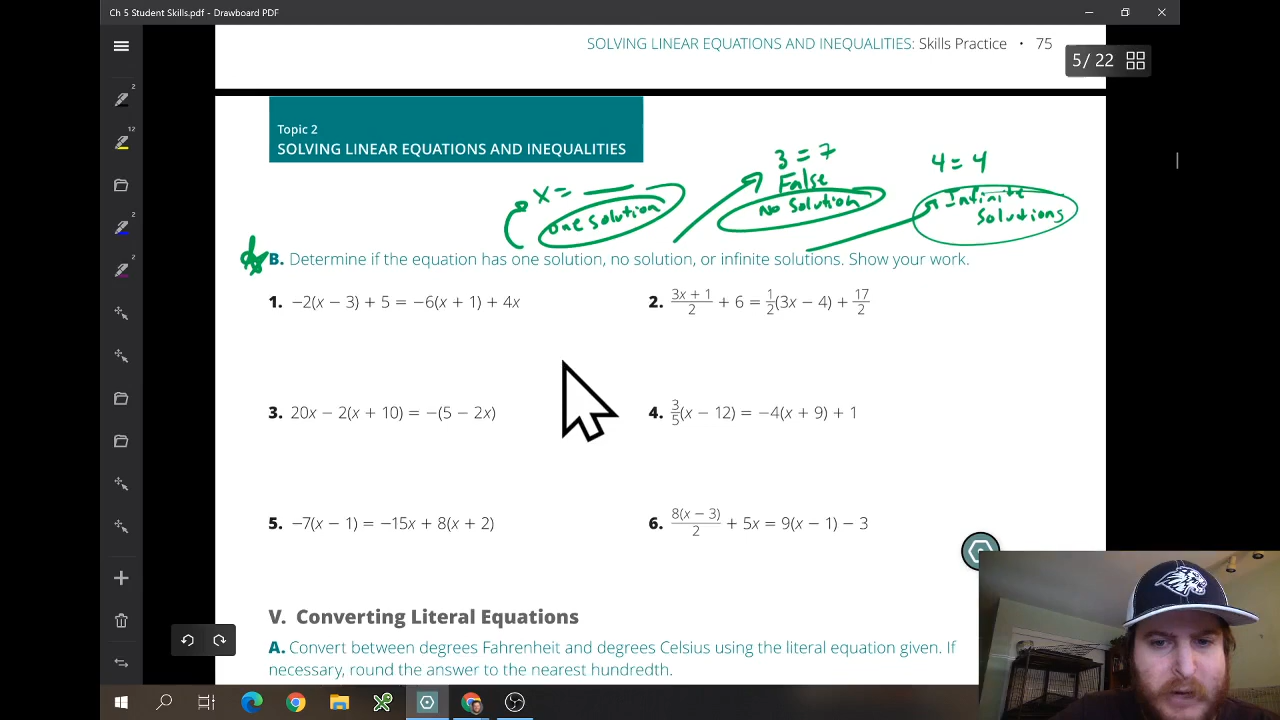 Ch 5 Student Skills.pdf - Drawboard PDF
SOLVING LINEAR EQUATIONS AND INEQUALITIES: Skills Practice • 75
5 / 22
Topic 2
SOLVING LINEAR EQUATIONS AND INEQUALITIES
x = ___ 
one solution
3 = 7
False
no solution
4 = 4
Infinite
Solutions
B. Determine if the equation has one solution, no solution, or infinite solutions. Show your work.
1. −2(x − 3) + 5 = −6(x + 1) + 4x
2. (3x + 1)/2 + 6 = 1/2(3x − 4) + 17/2
3. 20x − 2(x + 10) = −(5 − 2x)
4. 3/5(x − 12) = −4(x + 9) + 1
5. −7(x − 1) = −15x + 8(x + 2)
6. 8(x − 3)/2 + 5x = 9(x − 1) − 3
V. Converting Literal Equations
A. Convert between degrees Fahrenheit and degrees Celsius using the literal equation given. If
necessary, round the answer to the nearest hundredth.
2
12
2
2